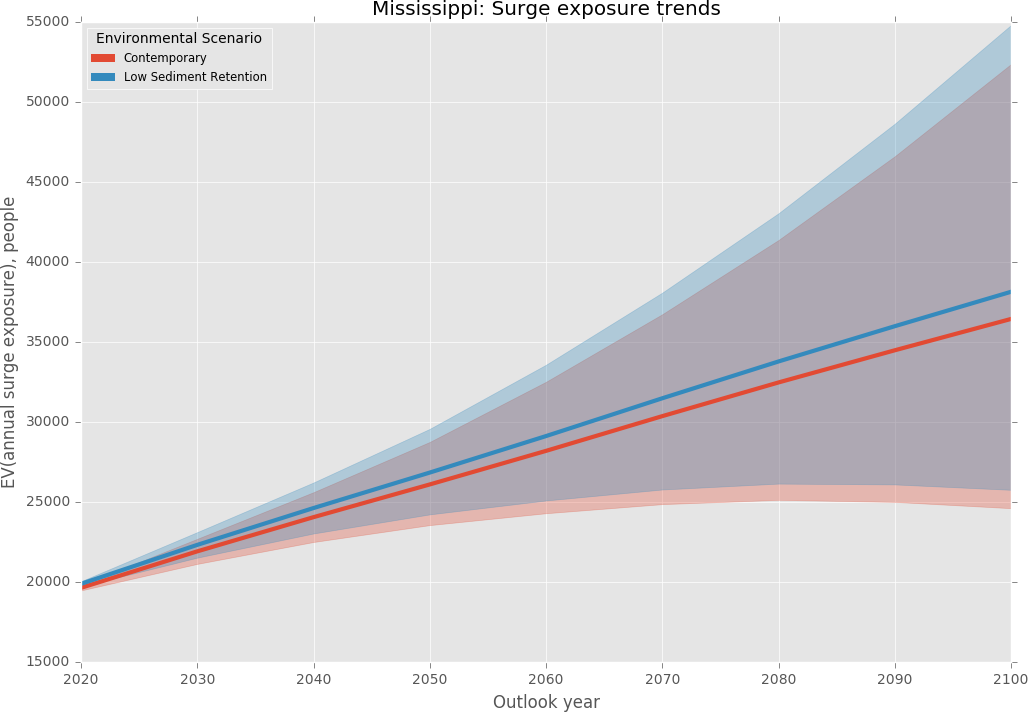 Mississippi: Surge exposure trends
Environmental Scenario
Contemporary
Low Sediment Retention
EV(annual surge exposure), people
55000
50000
45000
40000
35000
30000
25000
20000
15000
2020 2030 2040 2050 2060 2070 2080 2090 2100
Outlook year